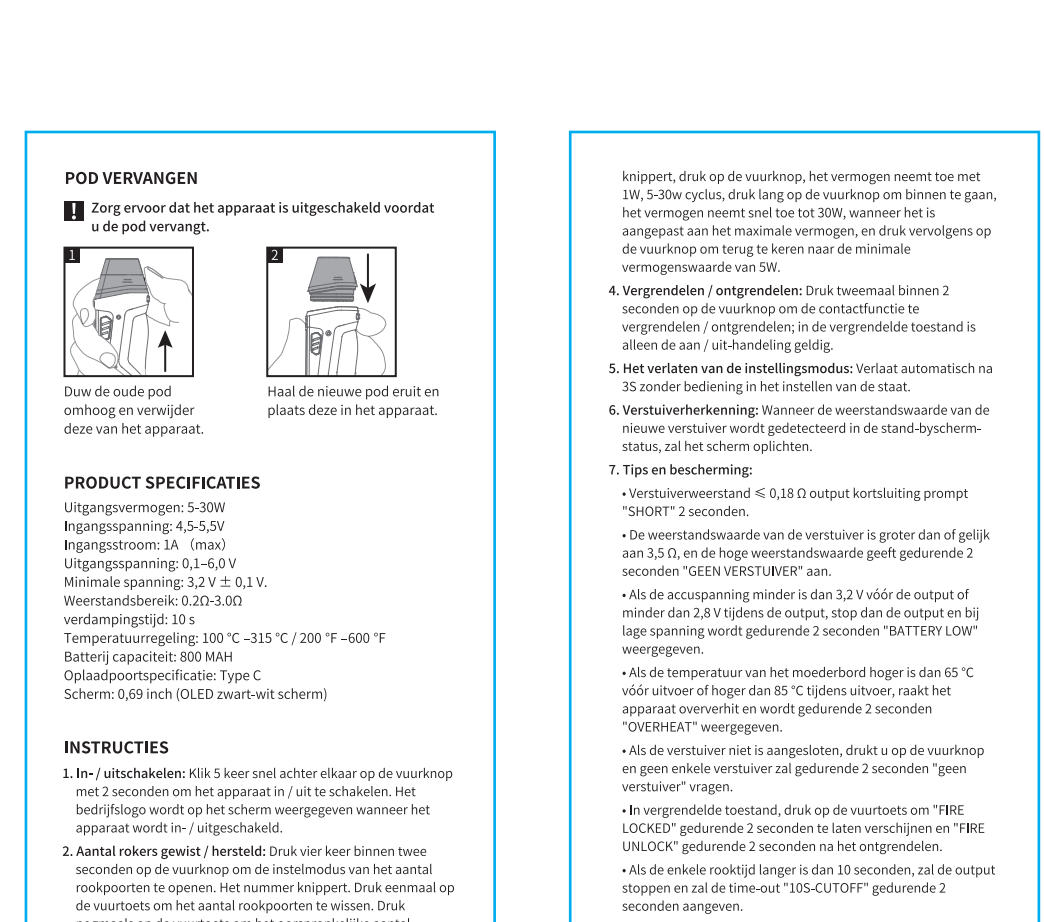 POD VERVANGEN
! Zorg ervoor dat het apparaat is uitgeschakeld voordat
u de pod vervangt.
1
Duw de oude pod
omhoog en verwijder
deze van het apparaat.
2
Haal de nieuwe pod eruit en
plaats deze in het apparaat.
PRODUCT SPECIFICATIES
Uitgangsvermogen: 5-30W
Ingangsspanning: 4,5-5,5V
Ingangsstroom: 1A （max）
Uitgangsspanning: 0,1–6,0 V
Minimale spanning: 3,2 V ± 0,1 V.
Weerstandsbereik: 0.2Ω-3.0Ω
verdampingstijd: 10 s
Temperatuurregeling: 100 °C –315 °C / 200 °F –600 °F
Batterij capaciteit: 800 MAH
Oplaadpoortspecificatie: Type C
Scherm: 0,69 inch (OLED zwart-wit scherm)
INSTRUCTIES
1. In- / uitschakelen: Klik 5 keer snel achter elkaar op de vuurknop
met 2 seconden om het apparaat in / uit te schakelen. Het
bedrijfslogo wordt op het scherm weergegeven wanneer het
apparaat wordt in- / uitgeschakeld.
2. Aantal rokers gewist / hersteld: Druk vier keer binnen twee
seconden op de vuurknop om de instelmodus van het aantal
rookpoorten te openen. Het nummer knippert. Druk eenmaal op
de vuurtoets om het aantal rookpoorten te wissen. Druk
knippert, druk op de vuurknop, het vermogen neemt toe met
1W, 5-30w cyclus, druk lang op de vuurknop om binnen te gaan,
het vermogen neemt snel toe tot 30W, wanneer het is
aangepast aan het maximale vermogen, en druk vervolgens op
de vuurknop om terug te keren naar de minimale
vermogenswaarde van 5W.
4. Vergrendelen / ontgrendelen: Druk tweemaal binnen 2
seconden op de vuurknop om de contactfunctie te
vergrendelen / ontgrendelen; in de vergrendelde toestand is
alleen de aan / uit-handeling geldig.
5. Het verlaten van de instellingsmodus: Verlaat automatisch na
3S zonder bediening in het instellen van de staat.
6. Verstuiverherkenning: Wanneer de weerstandswaarde van de
nieuwe verstuiver wordt gedetecteerd in de stand-byscherm-
status, zal het scherm oplichten.
7. Tips en bescherming:
• Verstuiverweerstand ⩽ 0,18 Ω output kortsluiting prompt
"SHORT" 2 seconden.
• De weerstandswaarde van de verstuiver is groter dan of gelijk
aan 3,5 Ω, en de hoge weerstandswaarde geeft gedurende 2
seconden "GEEN VERSTUIVER" aan.
• Als de accuspanning minder is dan 3,2 V vóór de output of
minder dan 2,8 V tijdens de output, stop dan de output en bij
lage spanning wordt gedurende 2 seconden "BATTERY LOW"
weergegeven.
• Als de temperatuur van het moederbord hoger is dan 65 °C
vóór uitvoer of hoger dan 85 °C tijdens uitvoer, raakt het
apparaat oververhit en wordt gedurende 2 seconden
"OVERHEAT" weergegeven.
• Als de verstuiver niet is aangesloten, drukt u op de vuurknop
en geen enkele verstuiver zal gedurende 2 seconden "geen
verstuiver" vragen.
• In vergrendelde toestand, druk op de vuurtoets om "FIRE
LOCKED" gedurende 2 seconden te laten verschijnen en "FIRE
UNLOCK" gedurende 2 seconden na het ontgrendelen.
• Als de enkele rooktijd langer is dan 10 seconden, zal de output
stoppen en zal de time-out "10S-CUTOFF" gedurende 2
seconden aangeven.